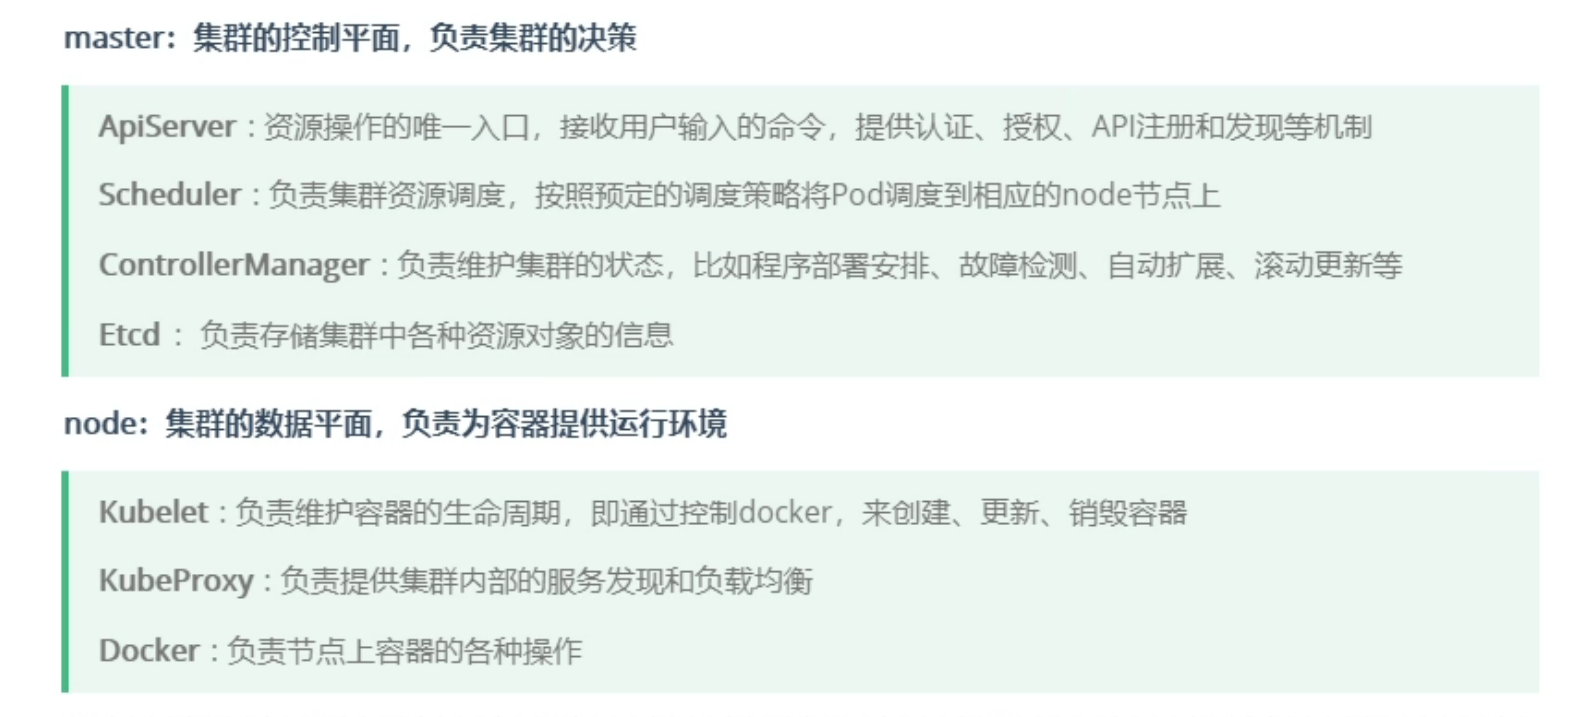 master：集群的控制平面，负责集群的决策
ApiServer : 资源操作的唯一入口，接收用户输入的命令，提供认证、授权、API注册和发现等机制
Scheduler : 负责集群资源调度，按照预定的调度策略将Pod调度到相应的node节点上
ControllerManager : 负责维护集群的状态，比如程序部署安排、故障检测、自动扩展、滚动更新等
Etcd ：负责存储集群中各种资源对象的信息
node：集群的数据平面，负责为容器提供运行环境
Kubelet : 负责维护容器的生命周期，即通过控制docker，来创建、更新、销毁容器
KubeProxy : 负责提供集群内部的服务发现和负载均衡
Docker : 负责节点上容器的各种操作